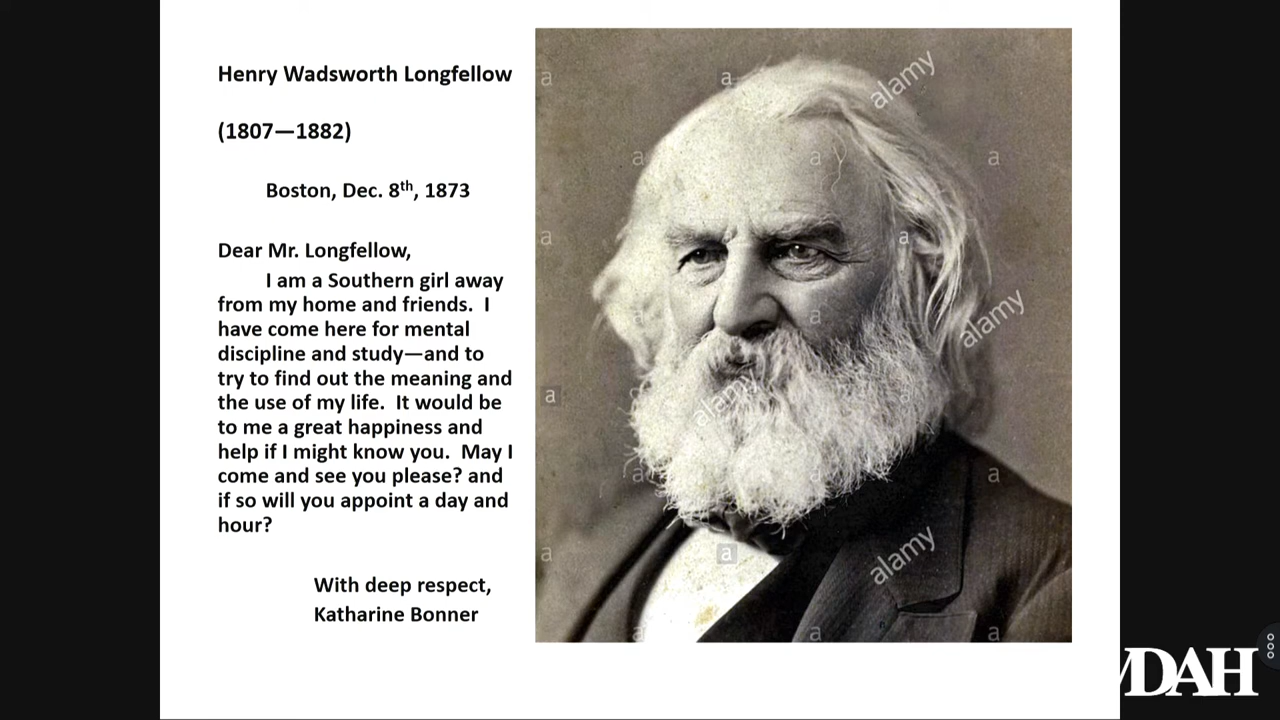 Henry Wadsworth Longfellow
(1807—1882)
Boston, Dec. 8th, 1873
Dear Mr. Longfellow,
I am a Southern girl away
from my home and friends.  I
have come here for mental
discipline and study—and to
try to find out the meaning and
the use of my life.  It would be
to me a great happiness and
help if I might know you.  May I
come and see you please? and
if so will you appoint a day and
hour?
With deep respect,
Katharine Bonner
alamy
alamy
alamy
alamy
DAH